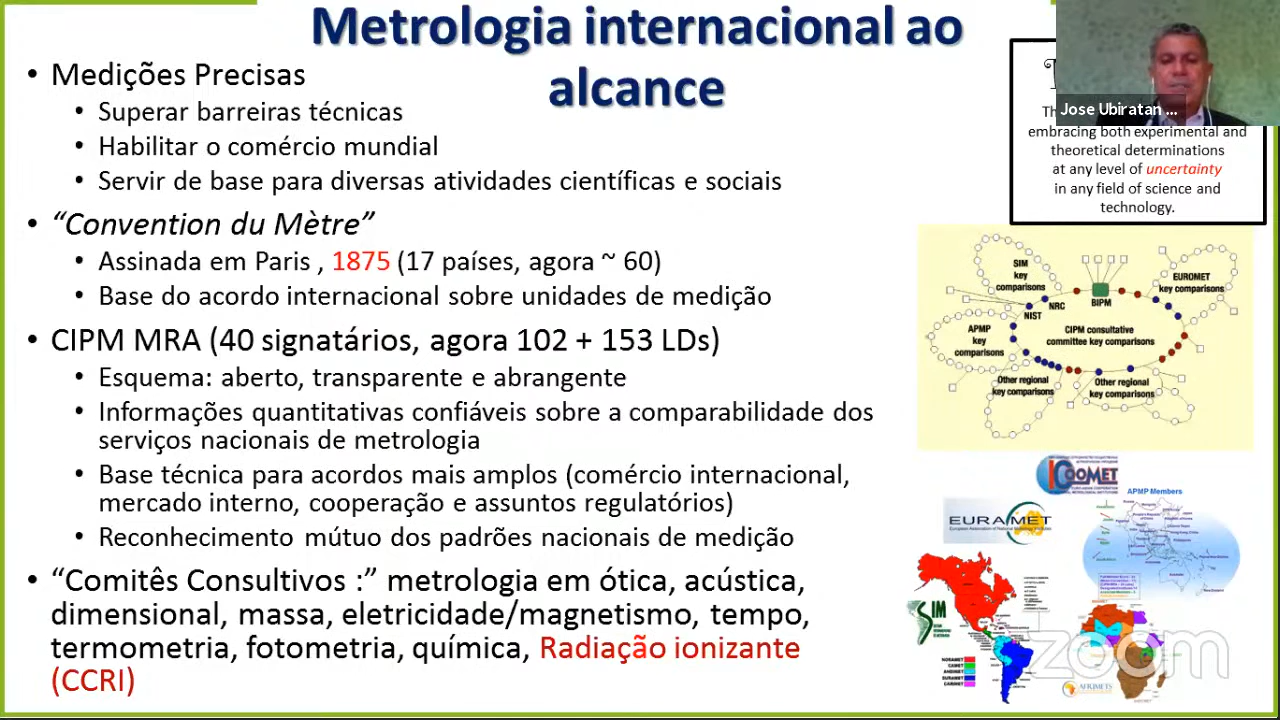 Metrologia internacional ao
alcance
• Medições Precisas
• Superar barreiras técnicas
• Habilitar o comércio mundial
• Servir de base para diversas atividades científicas e sociais
• “Convention du Mètre”
• Assinada em Paris , 1875 (17 países, agora ~ 60)
• Base do acordo internacional sobre unidades de medição
• CIPM MRA (40 signatários, agora 102 + 153 LDs)
• Esquema: aberto, transparente e abrangente
• Informações quantitativas confiáveis sobre a comparabilidade dos
serviços nacionais de metrologia
• Base técnica para acordos mais amplos (comércio internacional,
mercado interno, cooperação e assuntos regulatórios)
• Reconhecimento mútuo dos padrões nacionais de medição
• “Comitês Consultivos :” metrologia em ótica, acústica,
dimensional, massa, eletricidade/magnetismo, tempo,
termometria, fotometria, química, Radiação ionizante
(CCRI)
Jose Ubiratan ...
embracing both experimental and
theoretical determinations
at any level of uncertainty
in any field of science and
technology.
SIM
key
comparisons
EUROMET
key comparisons
NRC
BIPM
NIST
APMP
key
comparisons
CIPM consultative
committee key comparisons
Other regional
key comparisons
Other regional
key comparisons
COOMET
APMP Members
EURAMET
SIM
NORAMET
CAMET
ANDIMET
SURAMET
CARIMET
AFRIMETS
zoom